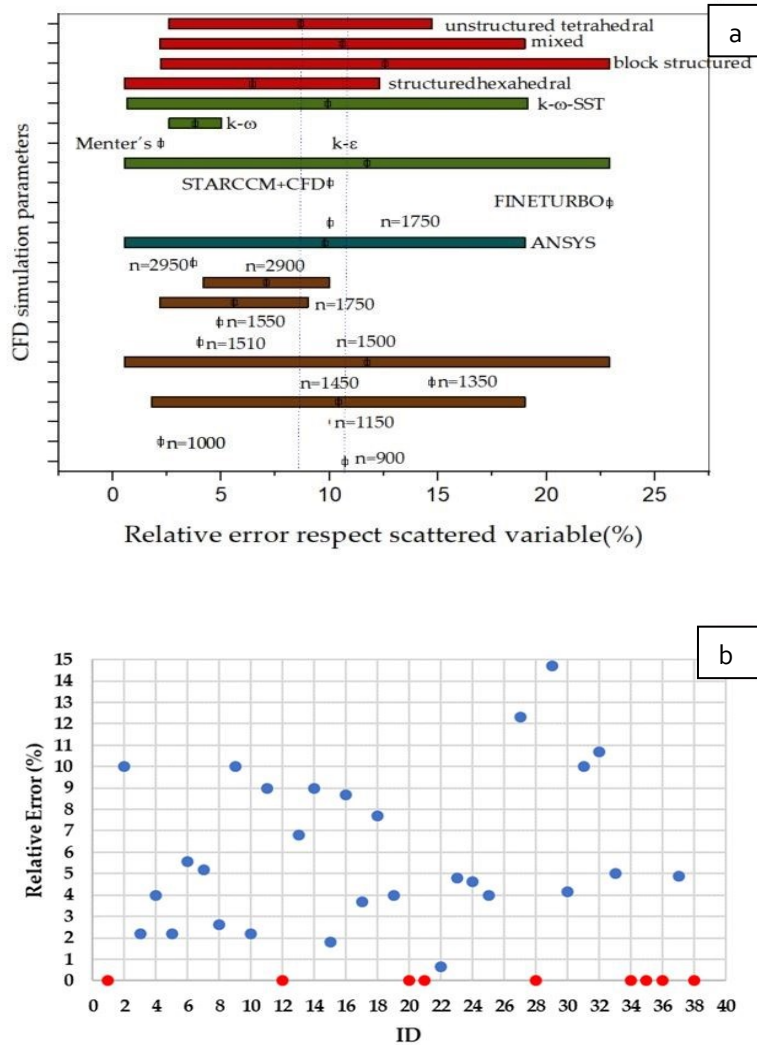 a
unstructured tetrahedral
mixed
block structured
structuredhexahedral
k-ω-SST
k-ω
Menter´s
k-ε
STARCCM+CFD
FINETURBO
n=1750
ANSYS
n=2950
n=2900
n=1750
n=1550
n=1510
n=1500
n=1450
n=1350
n=1150
n=1000
n=900
CFD simulation parameters
0 5 10 15 20 25
Relative error respect scattered variable(%)
b
15
14
13
12
11
10
9
8
7
6
5
4
3
2
1
0
Relative Error (%)
0 2 4 6 8 10 12 14 16 18 20 22 24 26 28 30 32 34 36 38 40
ID